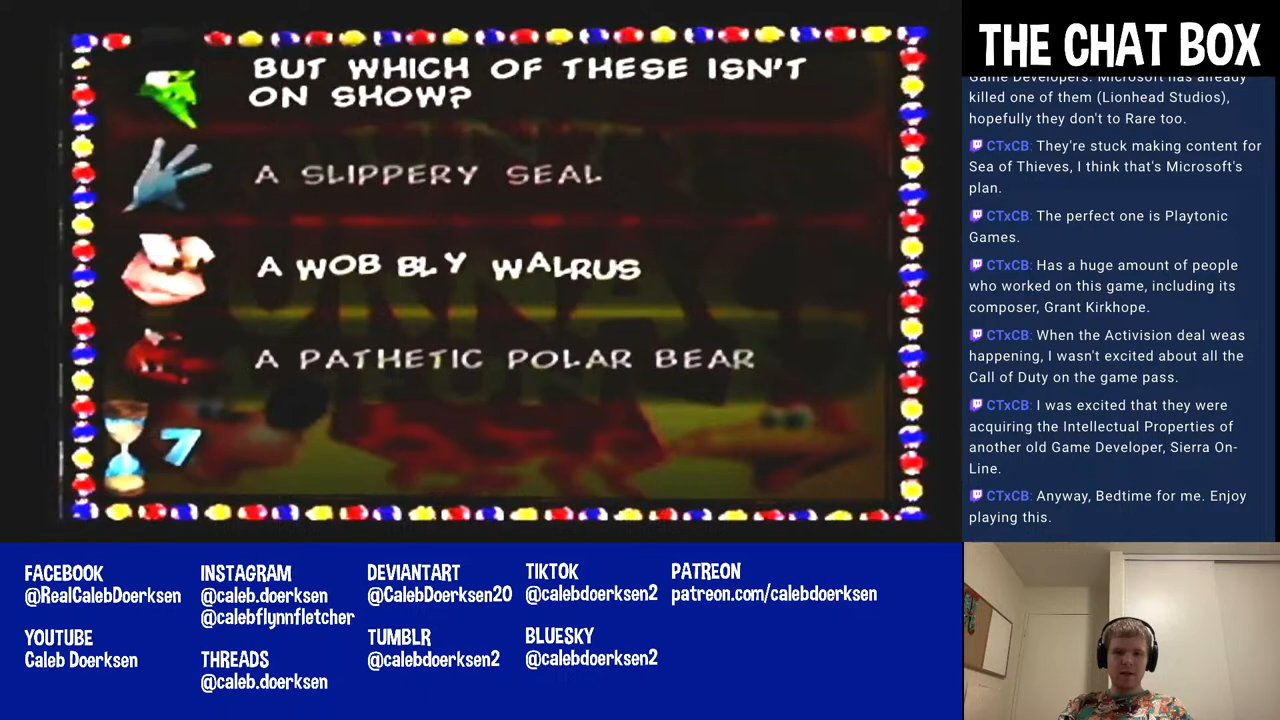 BUT WHICH OF THESE ISN'T
ON SHOW?
A SLIPPERY SEAL
A WOBBLY WALRUS
A PATHETIC POLAR BEAR
7
THE CHAT BOX
Game Developers. Microsoft has already
killed one of them (Lionhead Studios),
hopefully they don't to Rare too.
CTxCB: They're stuck making content for
Sea of Thieves, I think that's Microsoft's
plan.
CTxCB: The perfect one is Playtonic
Games.
CTxCB: Has a huge amount of people
who worked on this game, including its
composer, Grant Kirkhope.
CTxCB: When the Activision deal weas
happening, I wasn't excited about all the
Call of Duty on the game pass.
CTxCB: I was excited that they were
acquiring the Intellectual Properties of
another old Game Developer, Sierra On-
Line.
CTxCB: Anyway, Bedtime for me. Enjoy
playing this.
FACEBOOK
@RealCalebDoerksen
YOUTUBE
Caleb Doerksen
INSTAGRAM
@caleb.doerksen
@calebflynnfletcher
THREADS
@caleb.doerksen
DEVIANTART
@CalebDoerksen20
TUMBLR
@calebdoerksen2
TIKTOK
@calebdoerksen2
BLUESKY
@calebdoerksen2
PATREON
patreon.com/calebdoerksen